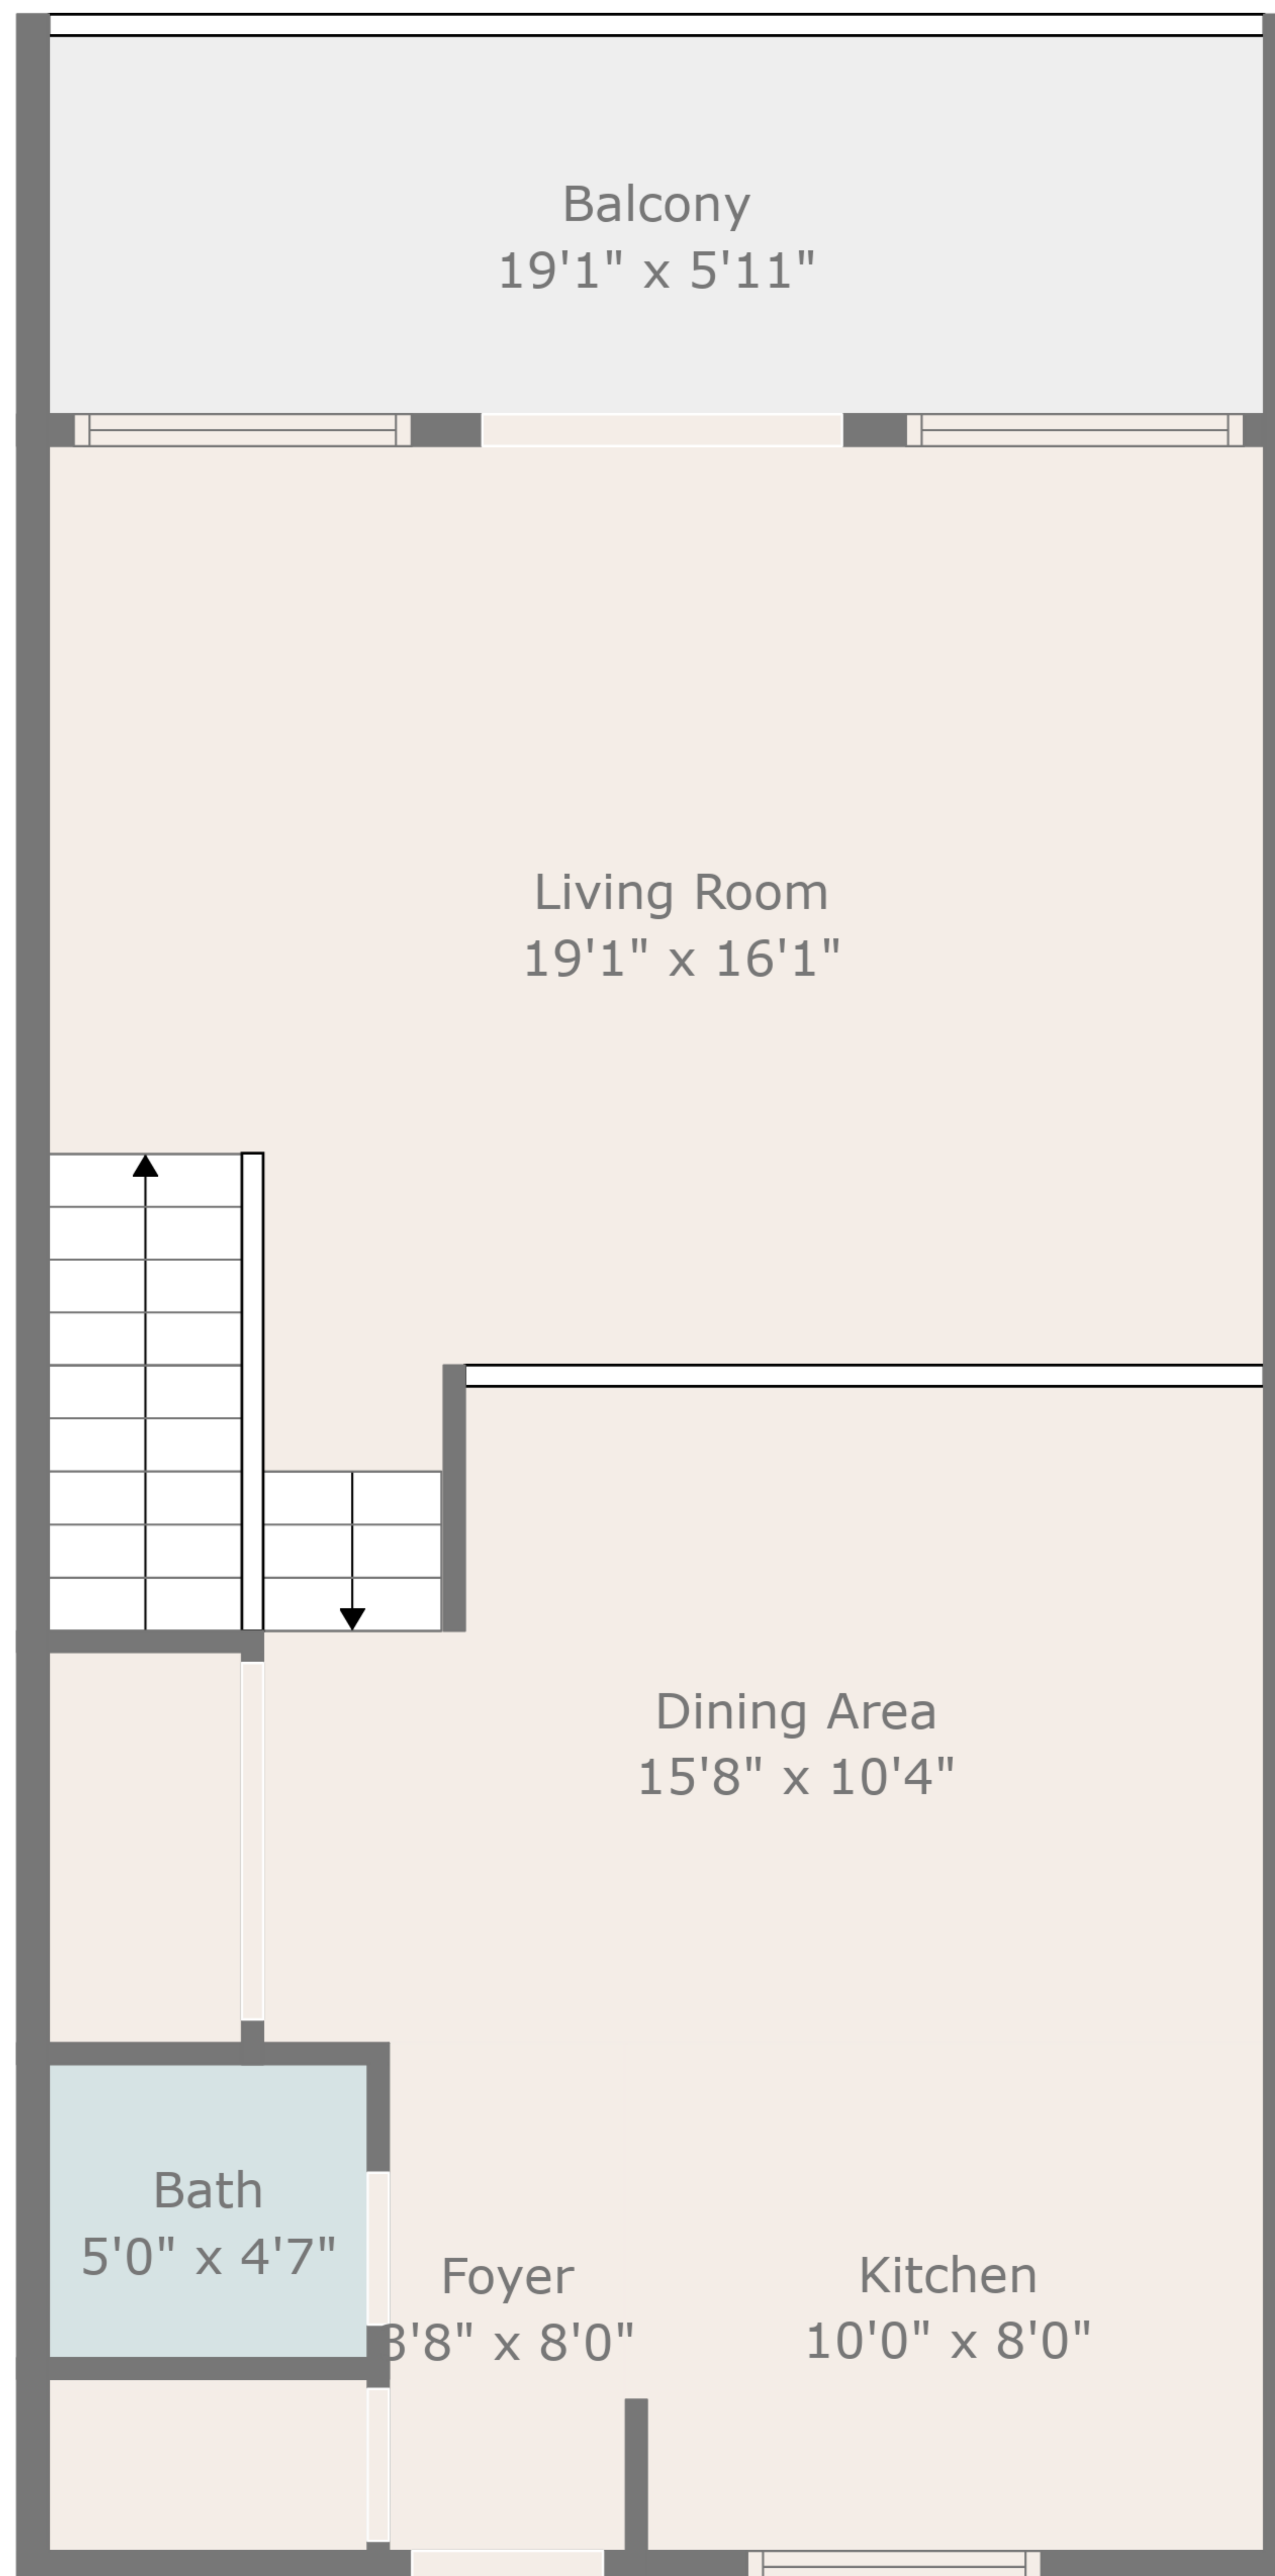 Balcony
19'1" x 5'11"
Living Room
19'1" x 16'1"
Dining Area
15'8" x 10'4"
Bath
5'0" x 4'7"
Foyer
3'8" x 8'0"
Kitchen
10'0" x 8'0"